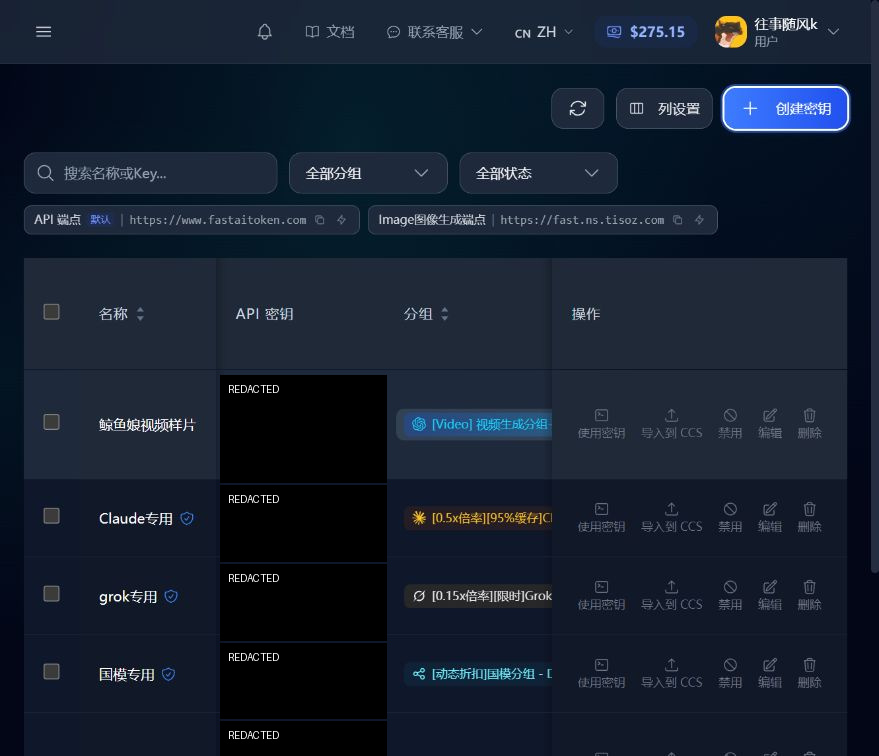 文档 联系客服 CN ZH $275.15 往事随风k
用户
列设置 创建密钥
搜索名称或Key... 全部分组 全部状态
API 端点 默认 | https://www.fastaitoken.com Image图像生成端点 | https://fast.ns.tisoz.com
名称 API 密钥 分组 操作
REDACTED
鲸鱼娘视频样片 [Video] 视频生成分组-
使用密钥 导入到 CCS 禁用 编辑 删除
REDACTED
Claude专用 [0.5x倍率][95%缓存]Cl
使用密钥 导入到 CCS 禁用 编辑 删除
REDACTED
grok专用 [0.15x倍率][限时]Grok
使用密钥 导入到 CCS 禁用 编辑 删除
REDACTED
国模专用 [动态折扣]国模分组 - D
使用密钥 导入到 CCS 禁用 编辑 删除
REDACTED